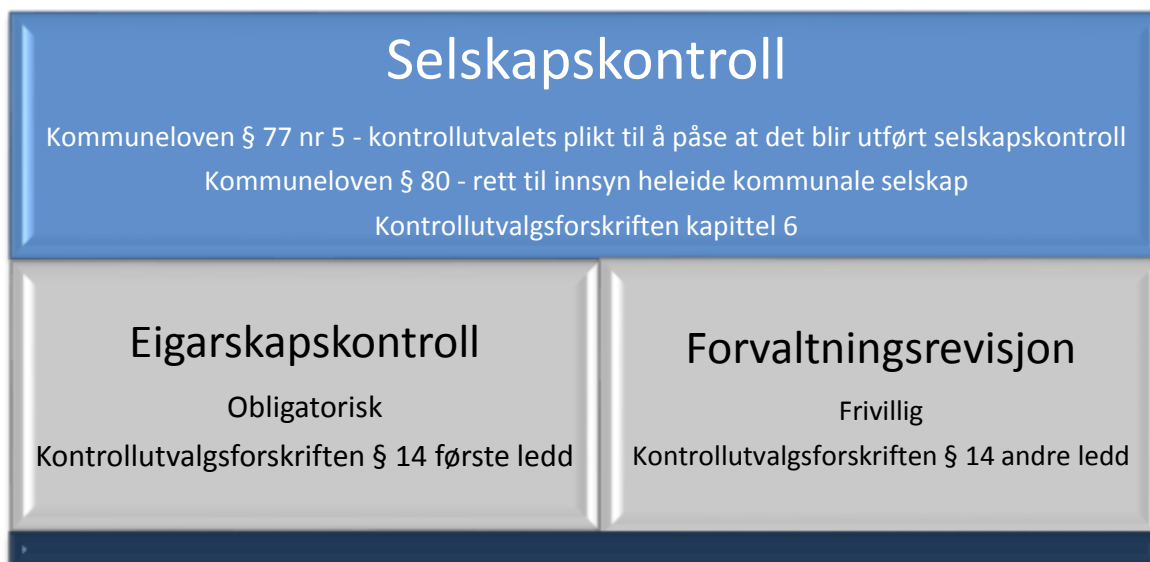 Selskapskontroll
Kommuneloven § 77 nr 5 - kontrollutvalets plikt til å påse at det blir utført selskapskontroll
Kommuneloven § 80 - rett til innsyn heleide kommunale selskap
Kontrollutvalgsforskriften kapittel 6
Eigarskapskontroll
Obligatorisk
Kontrollutvalgsforskriften § 14 første ledd
Forvaltningsrevisjon
Frivillig
Kontrollutvalgsforskriften § 14 andre ledd